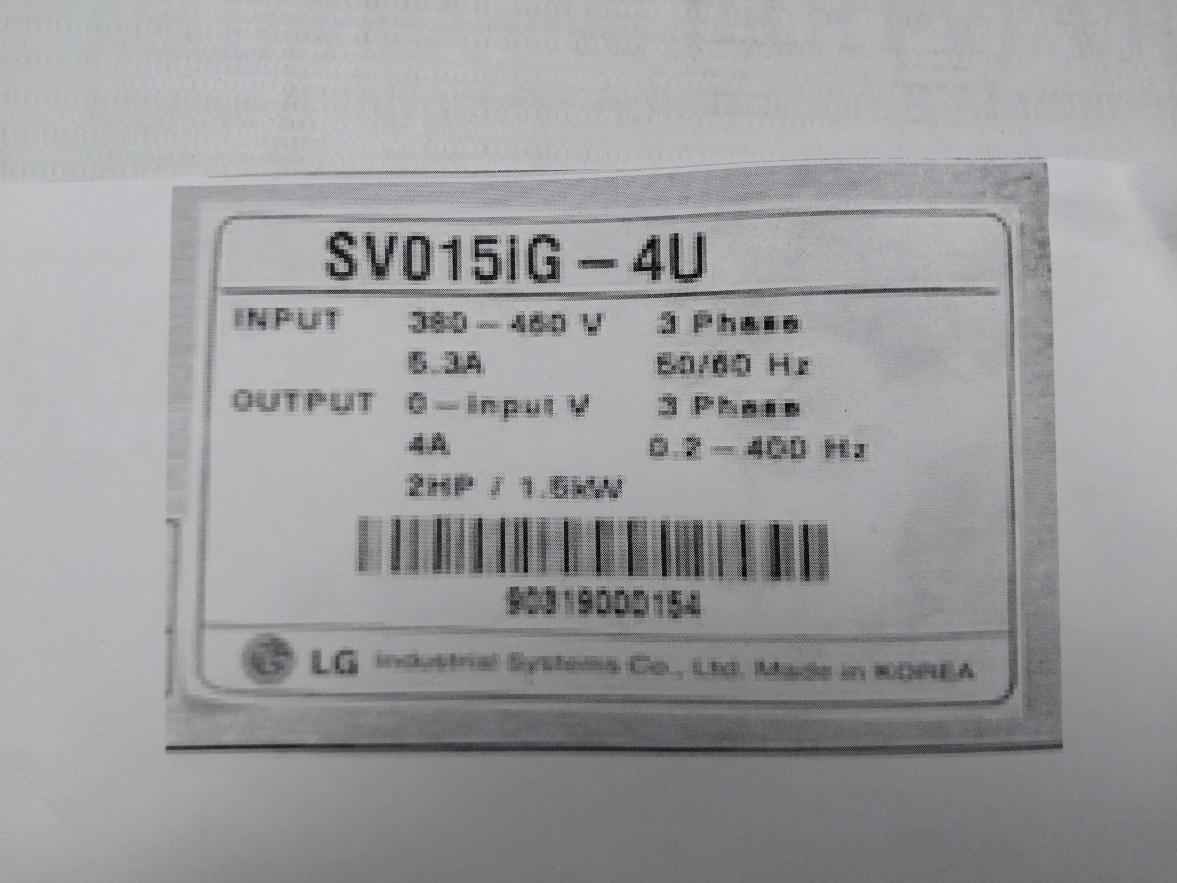 SV015iG – 4U
INPUT 380 – 460 V 3 Phase
5.3A 50/60 Hz
OUTPUT 0 – Input V 3 Phase
4A 0.2 – 400 Hz
2HP / 1.5kW
LG Industrial Systems Co., Ltd. Made in KOREA